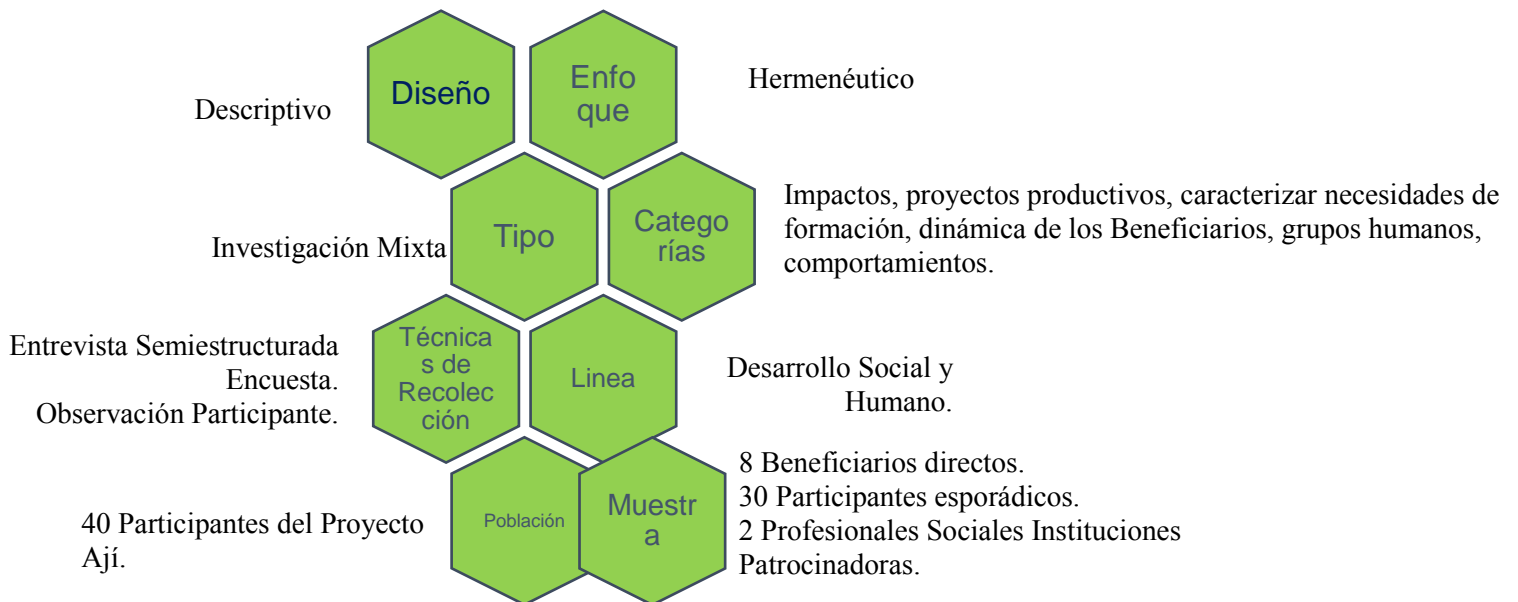 Descriptivo
Diseño
Enfo
que
Hermenéutico
Investigación Mixta
Tipo
Catego
rías
Impactos, proyectos productivos, caracterizar necesidades de
formación, dinámica de los Beneficiarios, grupos humanos,
comportamientos.
Entrevista Semiestructurada
Encuesta.
Observación Participante.
Técnica
s de
Recolec
ción
Linea
Desarrollo Social y
Humano.
40 Participantes del Proyecto
Ají.
Población
Muestr
a
8 Beneficiarios directos.
30 Participantes esporádicos.
2 Profesionales Sociales Instituciones
Patrocinadoras.